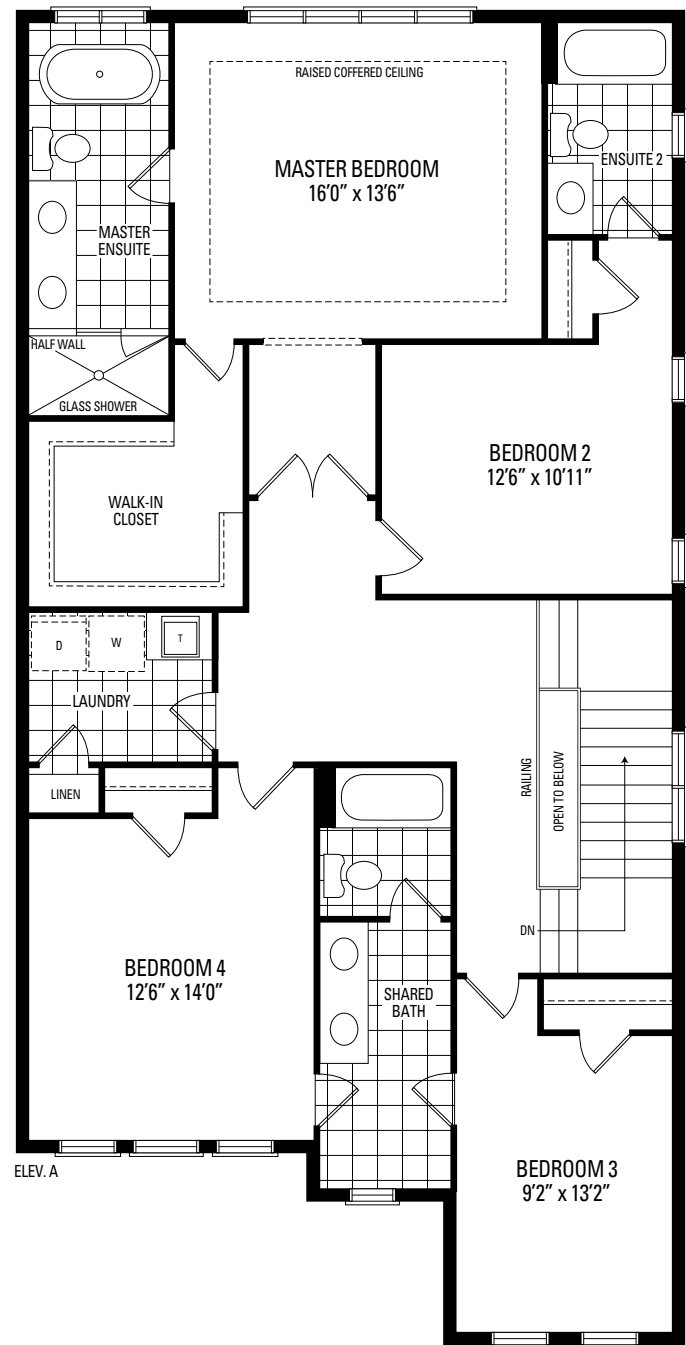 RAISED COFFERED CEILING
MASTER BEDROOM
16'0" x 13'6"
ENSUITE 2
MASTER
ENSUITE
HALF WALL
GLASS SHOWER
BEDROOM 2
12'6" x 10'11"
WALK-IN
CLOSET
D
W
T
LAUNDRY
LINEN
RAILING
OPEN TO BELOW
DN
BEDROOM 4
12'6" x 14'0"
SHARED
BATH
ELEV. A
BEDROOM 3
9'2" x 13'2"